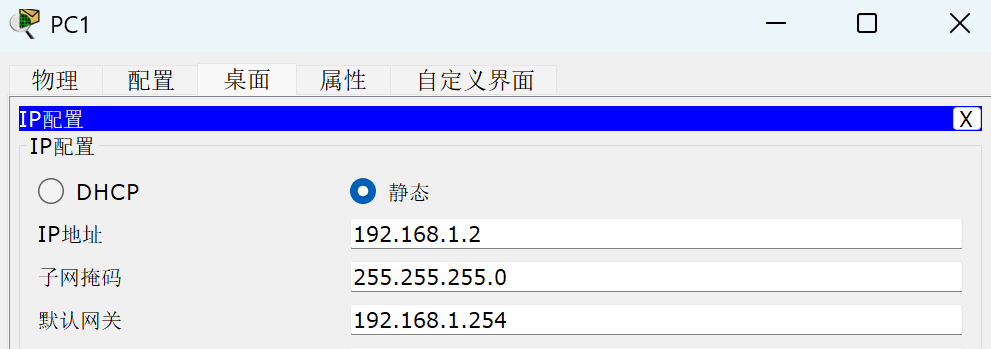 PC1
物理 配置 桌面 属性 自定义界面
IP配置 X
IP配置
DHCP 静态
IP地址 192.168.1.2
子网掩码 255.255.255.0
默认网关 192.168.1.254